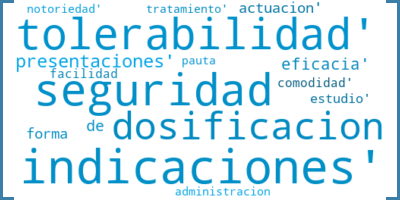 notoriedad' tratamiento' actuacion'
tolerabilidad'
presentaciones' pauta eficacia'
facilidad
seguridad comodidad'
estudio'
forma de dosificacion
indicaciones'
administracion